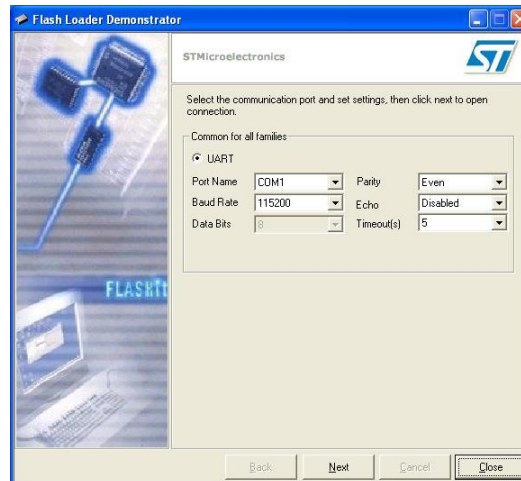 Flash Loader Demonstrator
STMicroelectronics
ST
Select the communication port and set settings, then click next to open
connection.
Common for all families
UART
Port Name COM1 Parity Even
Baud Rate 115200 Echo Disabled
Data Bits 8 Timeout(s) 5
FLASHit
Back Next Cancel Close